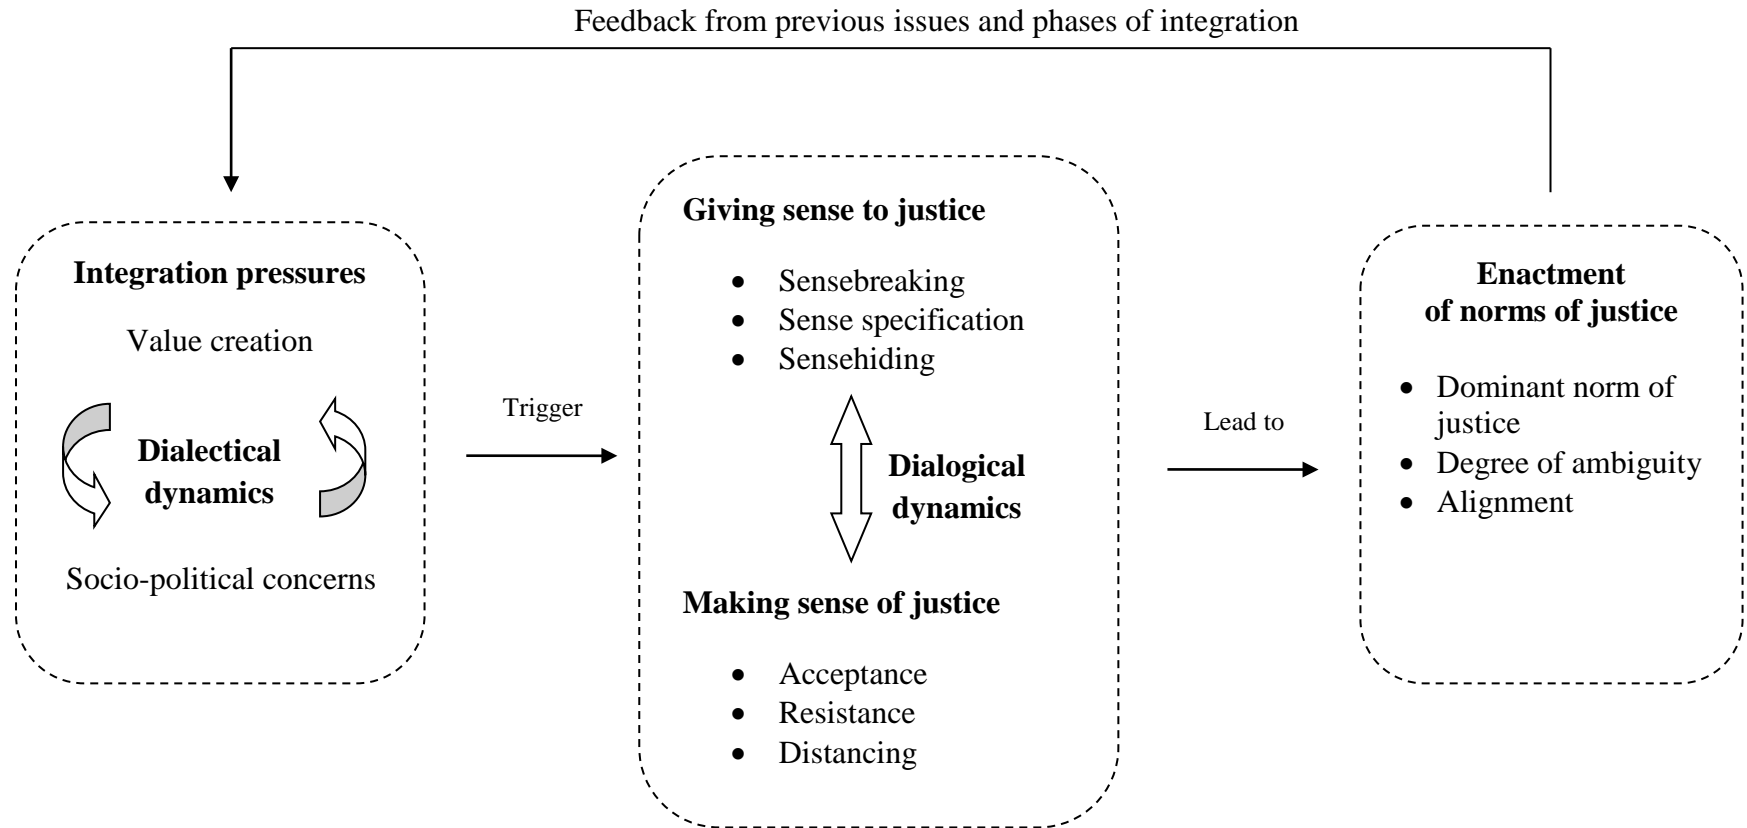 Feedback from previous issues and phases of integration
Integration pressures
Value creation
Dialectical
dynamics
Socio-political concerns
Trigger
Giving sense to justice
• Sensebreaking
• Sense specification
• Sensehiding
Dialogical
dynamics
Making sense of justice
• Acceptance
• Resistance
• Distancing
Lead to
Enactment
of norms of justice
• Dominant norm of
justice
• Degree of ambiguity
• Alignment